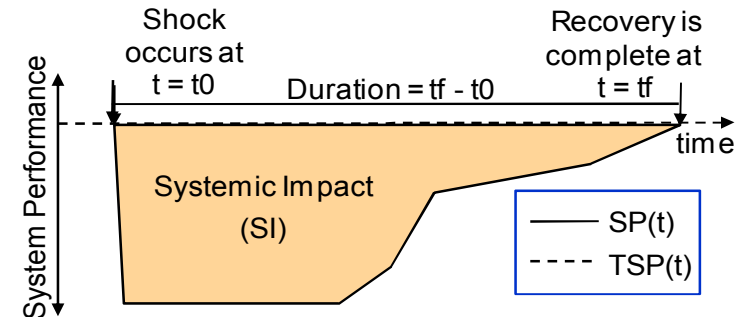 Shock
occurs at
t = t0
Recovery is
complete at
t = tf
Duration = tf - t0
time
System Performance
Systemic Impact
(SI)
SP(t)
TSP(t)